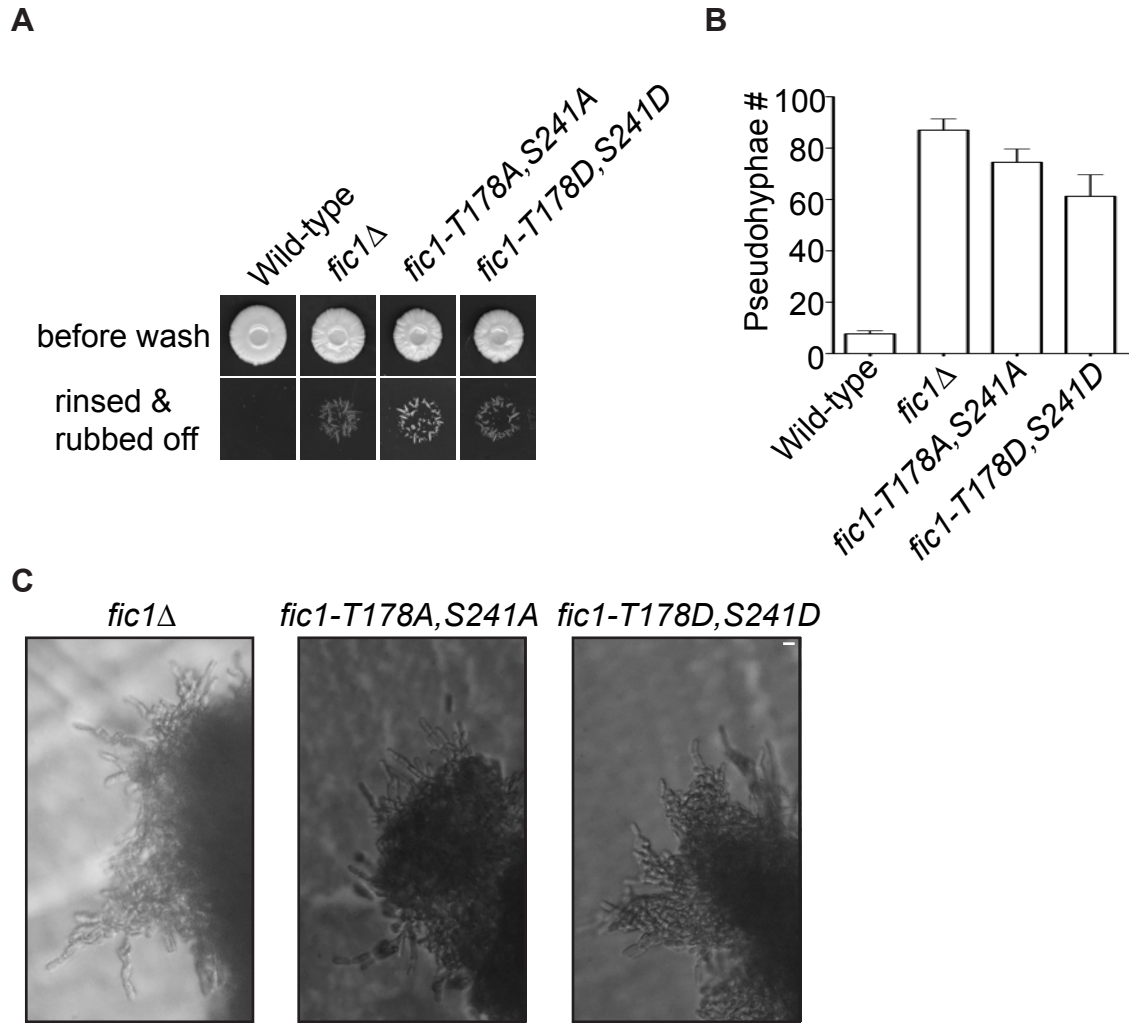 A
Wild-type
fic1Δ
fic1-T178A,S241A
fic1-T178D,S241D
before wash
rinsed &
rubbed off
B
Pseudohyphae #
100
80
60
40
20
0
Wild-type
fic1Δ
fic1-T178A,S241A
fic1-T178D,S241D
C
fic1Δ
fic1-T178A,S241A
fic1-T178D,S241D